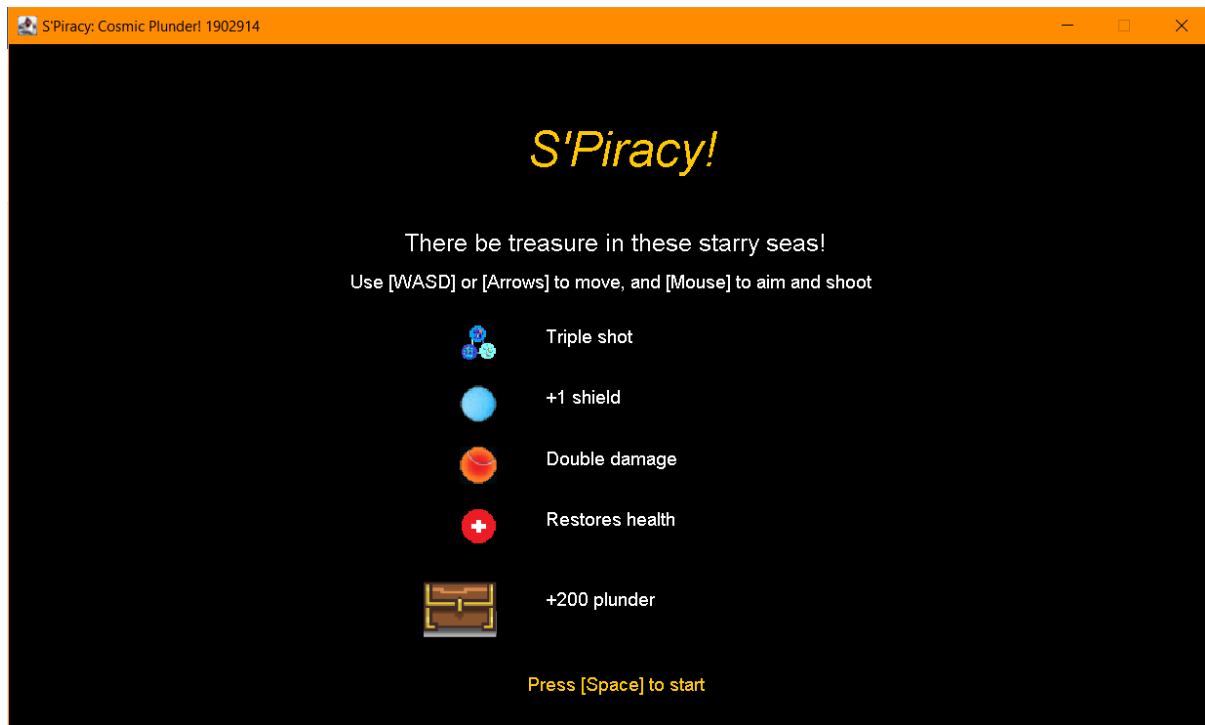 S'Piracy: Cosmic Plunder! 1902914
S'Piracy!
There be treasure in these starry seas!
Use [WASD] or [Arrows] to move, and [Mouse] to aim and shoot
Triple shot
+1 shield
Double damage
Restores health
+200 plunder
Press [Space] to start